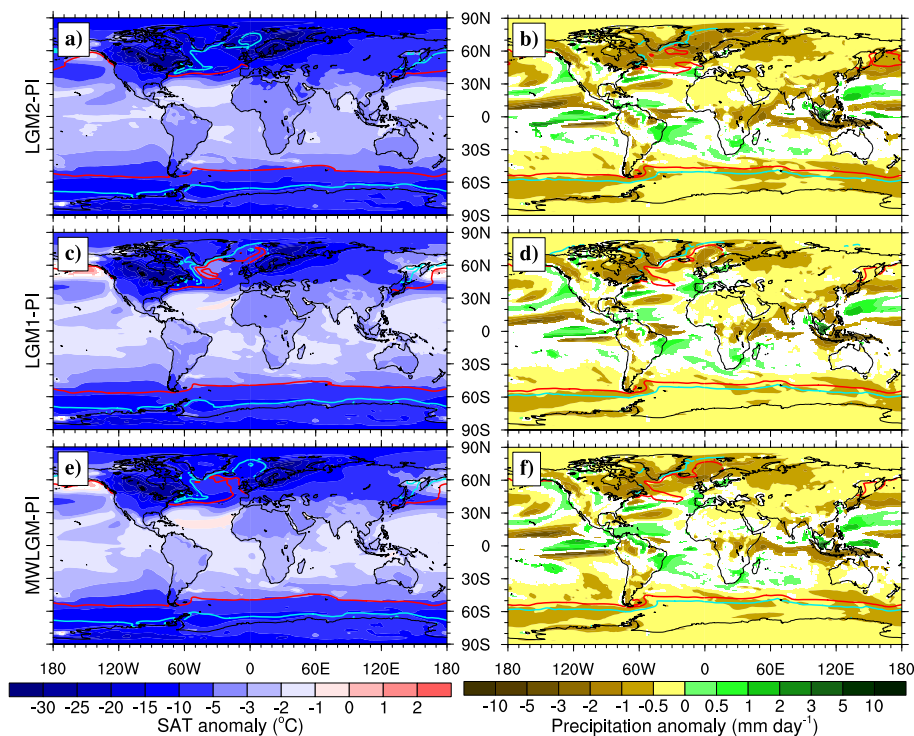 a)
b)
LGM2-PI
90N
60N
30N
0
30S
60S
90S
c)
d)
LGM1-PI
90N
60N
30N
0
30S
60S
90S
e)
f)
MWLGM-PI
90N
60N
30N
0
30S
60S
90S
180 120W 60W 0 60E 120E 180
180 120W 60W 0 60E 120E 180
-30 -25 -20 -15 -10 -5 -3 -2 -1 0 1 2
SAT anomaly (°C)
-10 -5 -3 -2 -1 -0.5 0 0.5 1 2 3 5 10
Precipitation anomaly (mm day⁻¹)